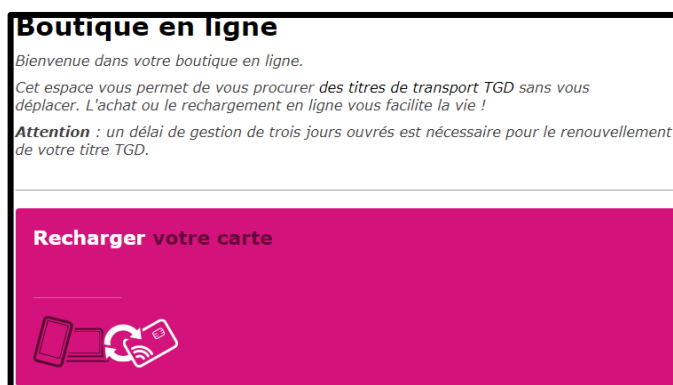 Boutique en ligne
Bienvenue dans votre boutique en ligne.
Cet espace vous permet de vous procurer des titres de transport TGD sans vous
déplacer. L'achat ou le rechargement en ligne vous facilite la vie !
Attention : un délai de gestion de trois jours ouvrés est nécessaire pour le renouvellement
de votre titre TGD.
Recharger votre carte